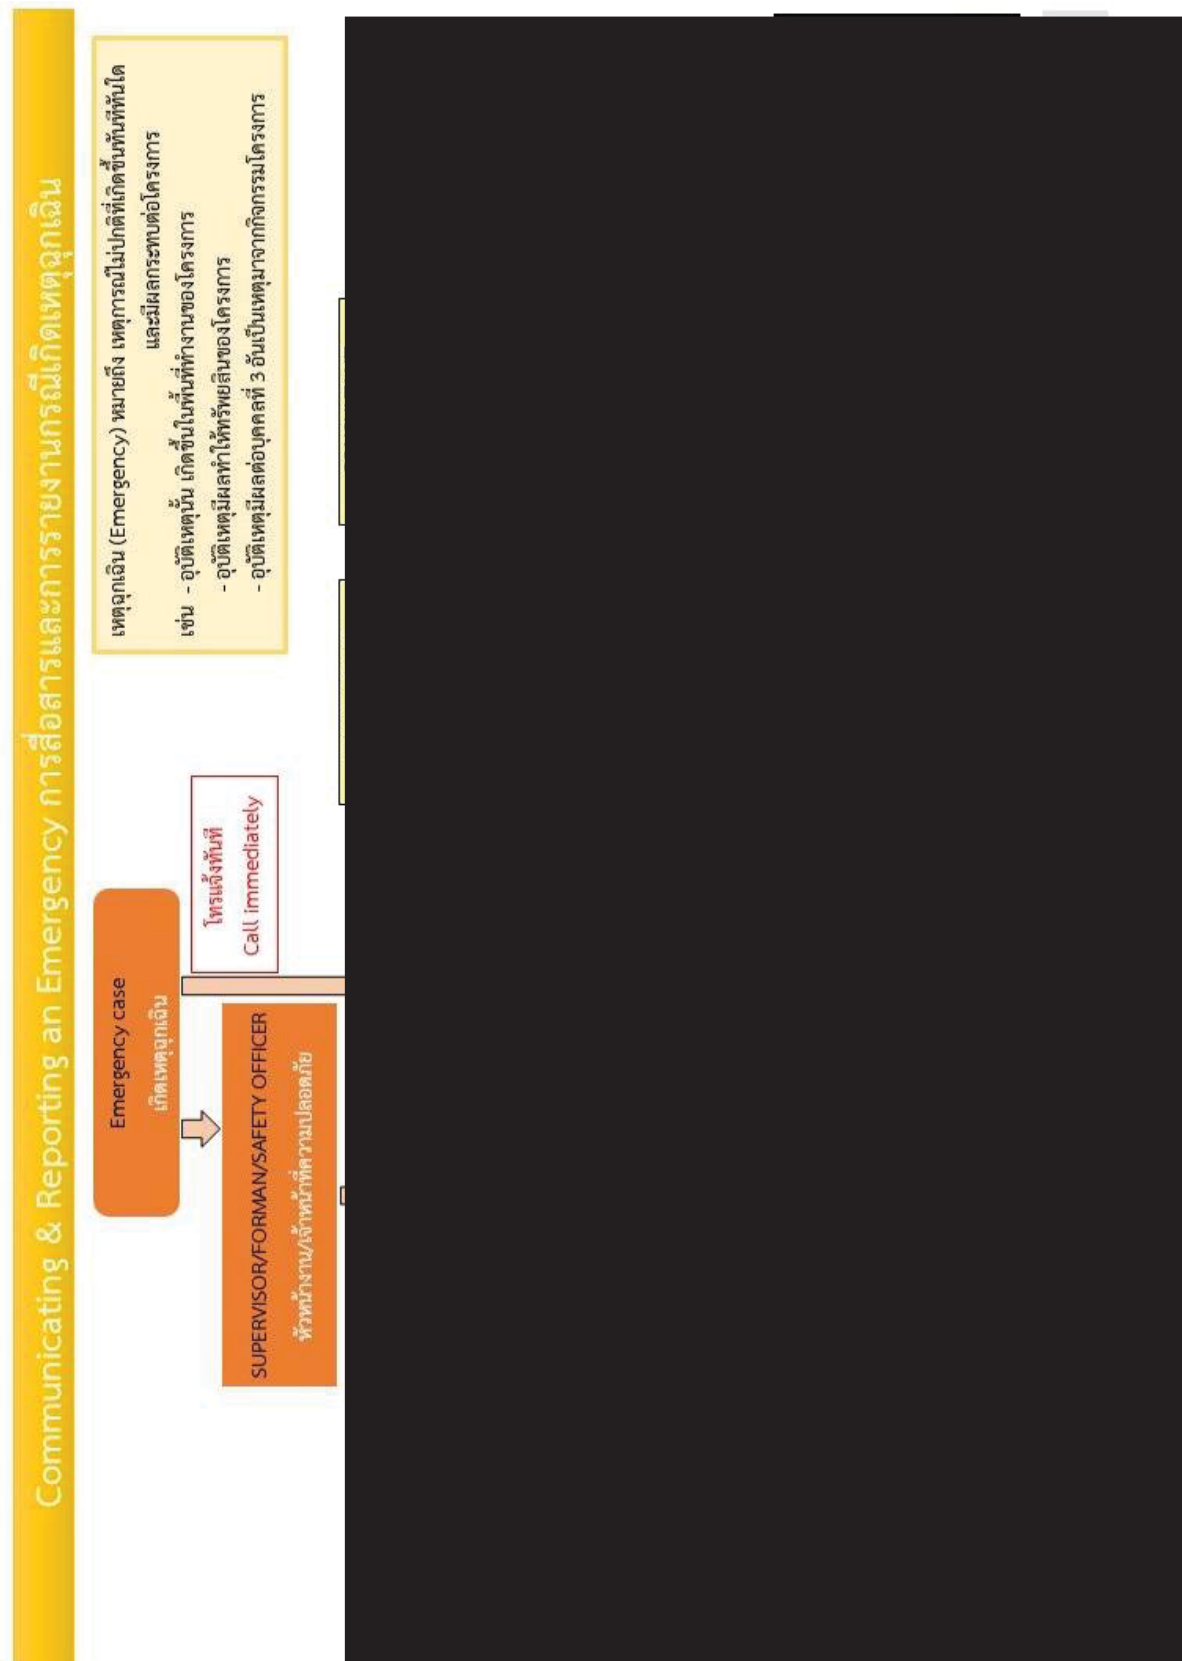 Communicating & Reporting an Emergency การสื่อสารและการรายงานกรณีเกิดเหตุฉุกเฉิน
Emergency case
เกิดเหตุฉุกเฉิน
โทรแจ้งทันที
Call immediately
SUPERVISOR/FORMAN/SAFETY OFFICER
หัวหน้างาน/เจ้าหน้าที่ความปลอดภัย
เหตุฉุกเฉิน (Emergency) หมายถึง เหตุการณ์ไม่ปกติที่เกิดขึ้นทันทีทันใด
และมีผลกระทบต่อโครงการ
เช่น - อุบัติเหตุนั้น เกิดขึ้นในพื้นที่ทำงานของโครงการ
- อุบัติเหตุมีผลทำให้ทรัพย์สินของโครงการ
- อุบัติเหตุมีผลต่อบุคคลที่ 3 อันเป็นเหตุมาจากกิจกรรมโครงการ